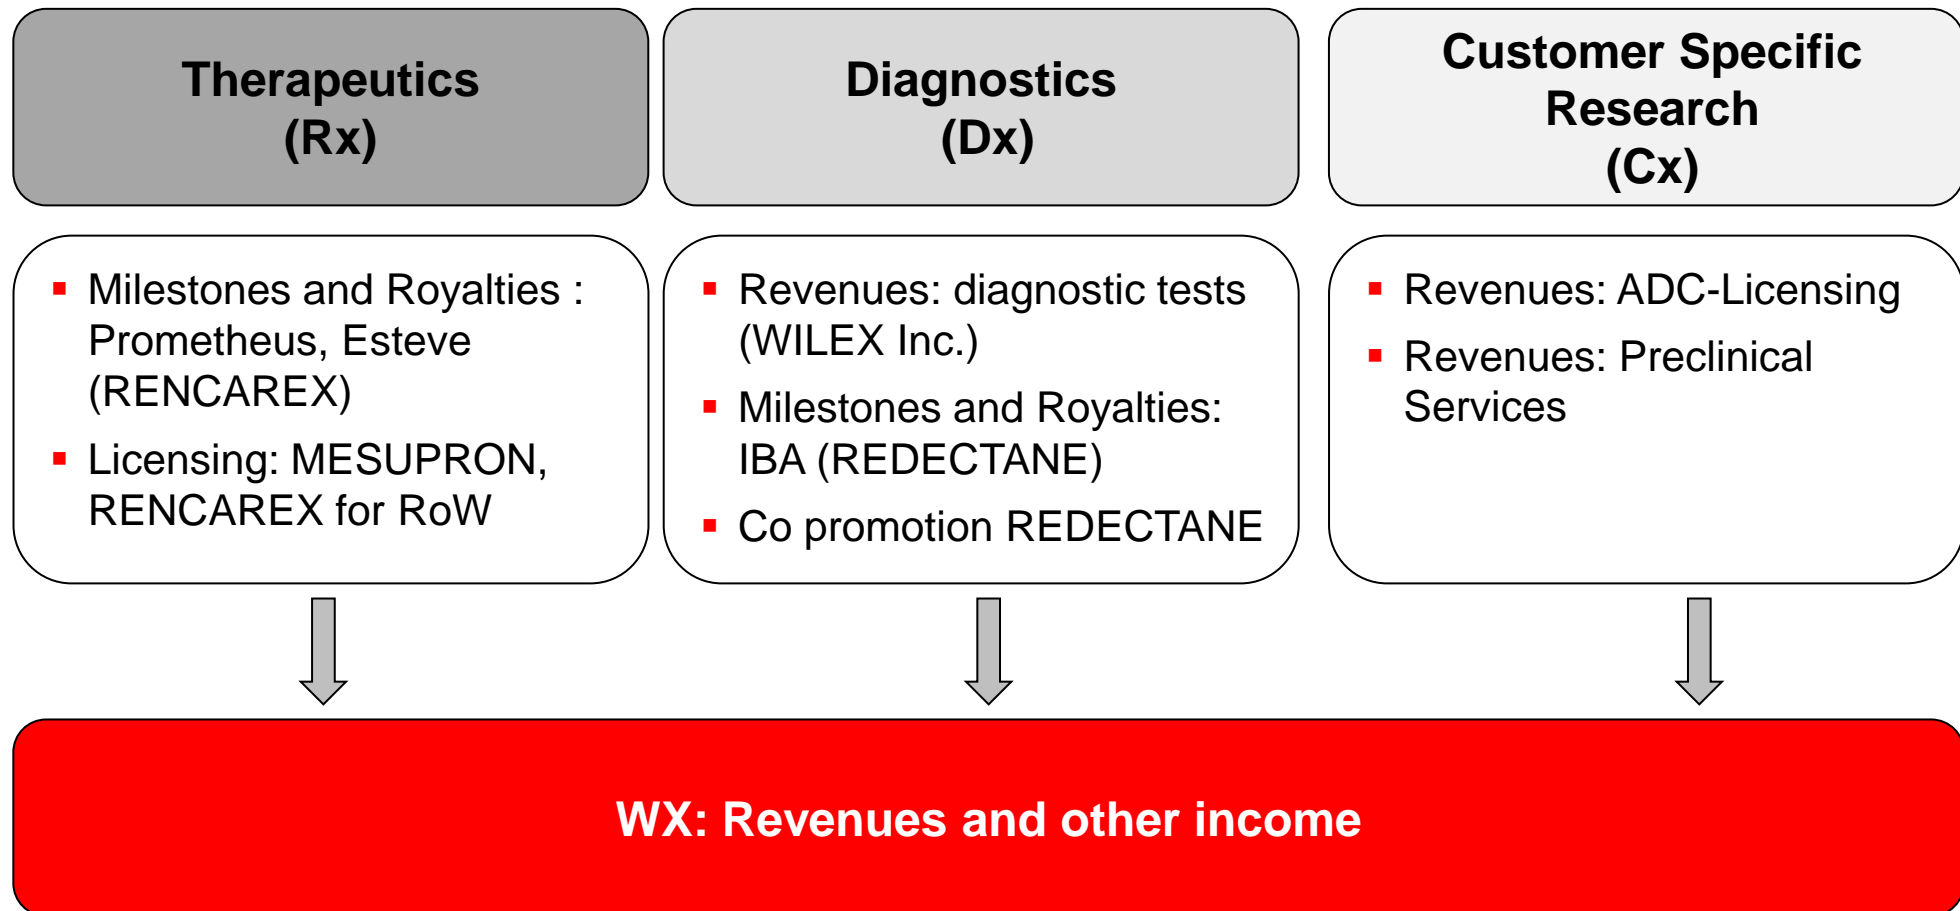 Therapeutics
(Rx)
Diagnostics
(Dx)
Customer Specific
Research
(Cx)
▪ Milestones and Royalties :
Prometheus, Esteve
(RENCAREX)
▪ Licensing: MESUPRON,
RENCAREX for RoW
▪ Revenues: diagnostic tests
(WILEX Inc.)
▪ Milestones and Royalties:
IBA (REDECTANE)
▪ Co promotion REDECTANE
▪ Revenues: ADC-Licensing
▪ Revenues: Preclinical
Services
WX: Revenues and other income